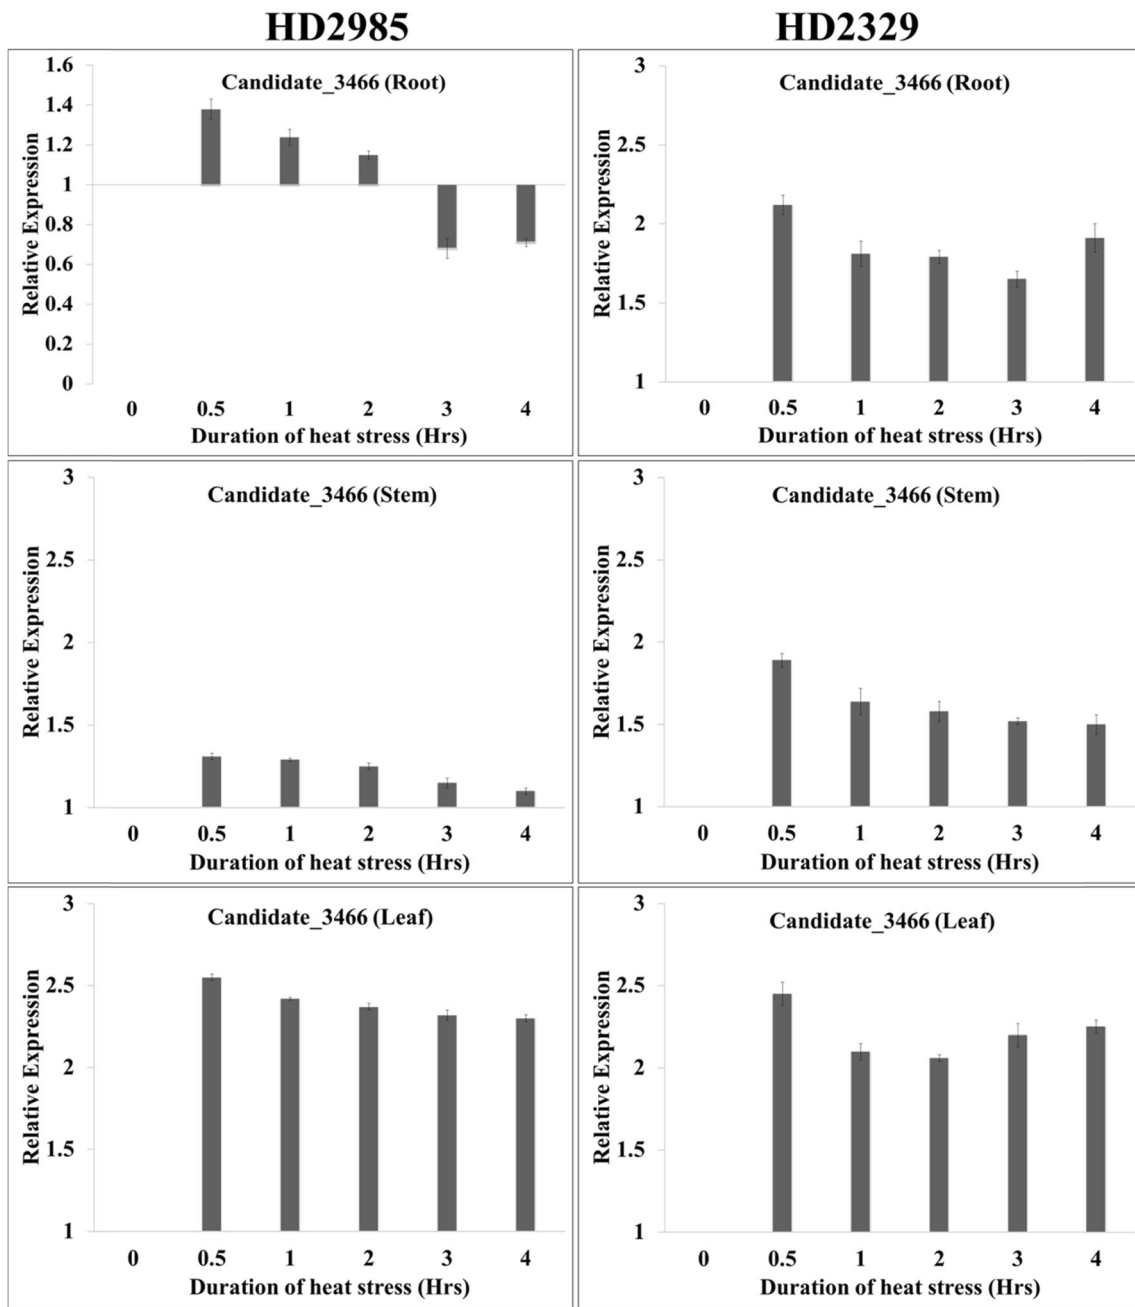 HD2985
HD2329
Candidate_3466 (Root)
Relative Expression
1.6
1.4
1.2
1
0.8
0.6
0.4
0.2
0
0 0.5 1 2 3 4
Duration of heat stress (Hrs)
Candidate_3466 (Root)
Relative Expression
3
2.5
2
1.5
1
0 0.5 1 2 3 4
Duration of heat stress (Hrs)
Candidate_3466 (Stem)
Relative Expression
3
2.5
2
1.5
1
0 0.5 1 2 3 4
Duration of heat stress (Hrs)
Candidate_3466 (Stem)
Relative Expression
3
2.5
2
1.5
1
0 0.5 1 2 3 4
Duration of heat stress (Hrs)
Candidate_3466 (Leaf)
Relative Expression
3
2.5
2
1.5
1
0 0.5 1 2 3 4
Duration of heat stress (Hrs)
Candidate_3466 (Leaf)
Relative Expression
3
2.5
2
1.5
1
0 0.5 1 2 3 4
Duration of heat stress (Hrs)